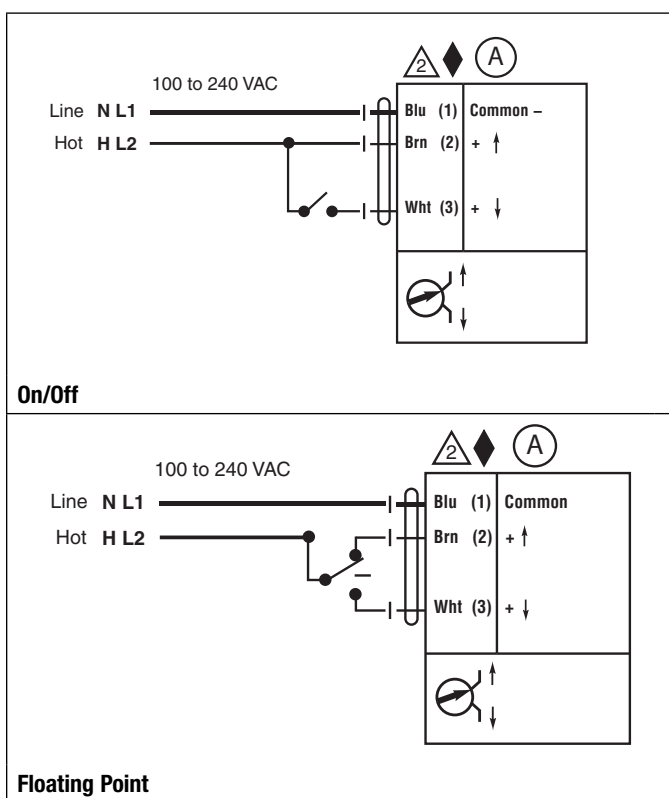 2 A
100 to 240 VAC
Line N L1 Blu (1) Common –
Hot H L2 Brn (2) + ↑
Wht (3) + ↓
↑
↓
On/Off
2 A
100 to 240 VAC
Line N L1 Blu (1) Common
Hot H L2 Brn (2) + ↑
Wht (3) + ↓
↑
↓
Floating Point